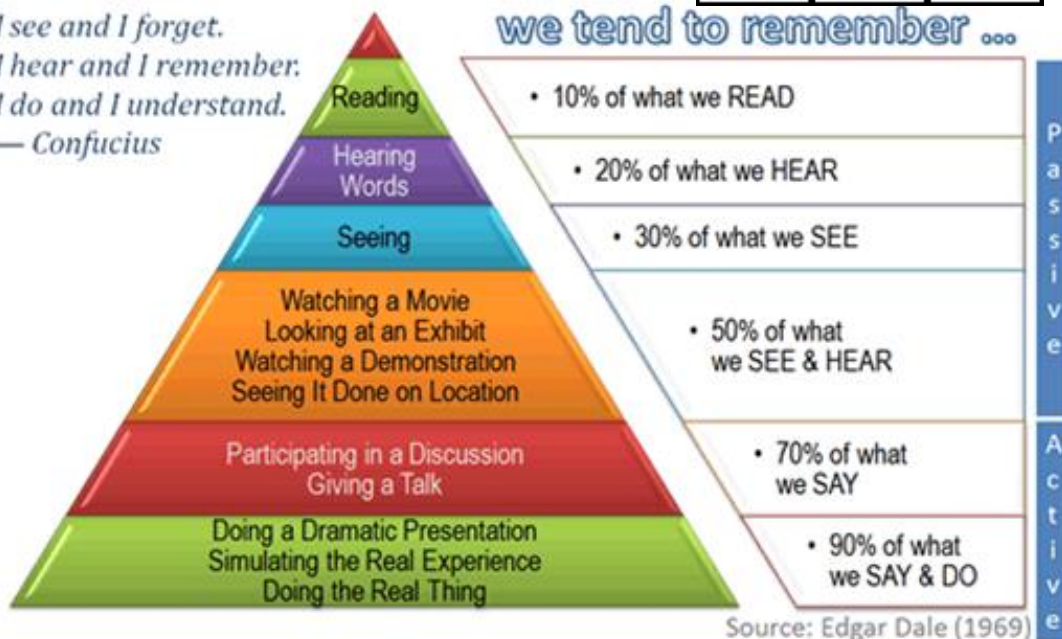 I see and I forget.
I hear and I remember.
I do and I understand.
— Confucius
we tend to remember ...
Reading
Hearing
Words
Seeing
Watching a Movie
Looking at an Exhibit
Watching a Demonstration
Seeing It Done on Location
Participating in a Discussion
Giving a Talk
Doing a Dramatic Presentation
Simulating the Real Experience
Doing the Real Thing
• 10% of what we READ
• 20% of what we HEAR
• 30% of what we SEE
• 50% of what
we SEE & HEAR
• 70% of what
we SAY
• 90% of what
we SAY & DO
Passive
Active
Source: Edgar Dale (1969)